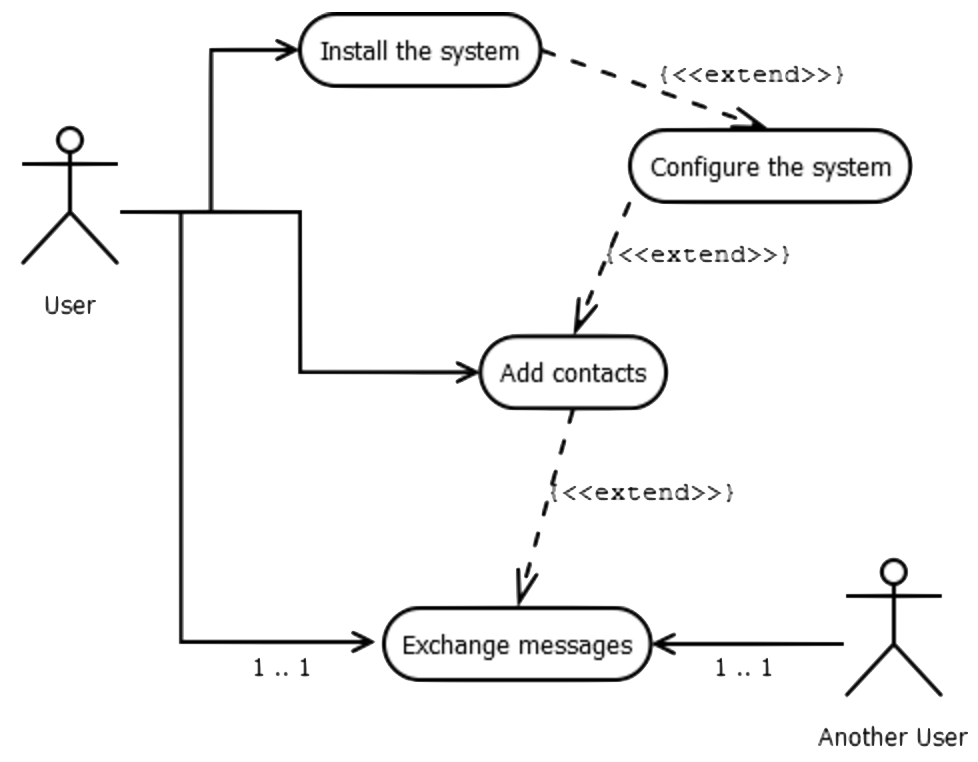 Install the system
{<<extend>>}
Configure the system
{<<extend>>}
User
Add contacts
{<<extend>>}
Exchange messages
1 .. 1
1 .. 1
Another User